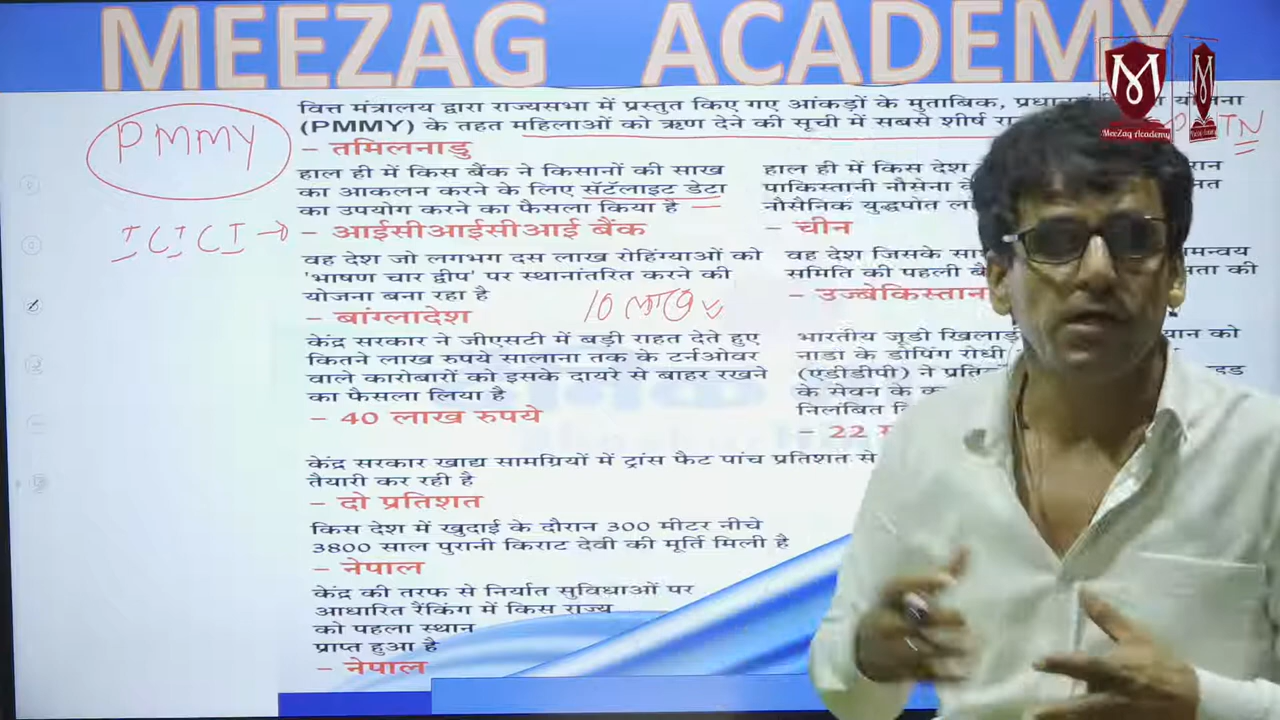 MEEZAG ACADEMY
MeeZag Academy
वित्त मंत्रालय द्वारा राज्यसभा में प्रस्तुत किए गए आंकड़ों के मुताबिक,
(PMMY) के तहत महिलाओं को ऋण देने की सूची में सबसे शीर्ष
– तमिलनाडु
TN
PMMY
हाल ही में किस बैंक ने किसानों की साख
का आकलन करने के लिए सॅटॅलाइट डेटा
का उपयोग करने का फैसला किया है
– आईसीआईसीआई बैंक
ICICI
वह देश जो लगभग दस लाख रोहिंग्याओं को
'भाषण चार द्वीप' पर स्थानांतरित करने की
योजना बना रहा है
– बांग्लादेश
10 लाख
केंद्र सरकार ने जीएसटी में बड़ी राहत देते हुए
कितने लाख रुपये सालाना तक के टर्नओवर
वाले कारोबारों को इसके दायरे से बाहर रखने
का फैसला लिया है
– 40 लाख रुपये
केंद्र सरकार खाद्य सामग्रियों में ट्रांस फैट पांच प्रतिशत से
तैयारी कर रही है
– दो प्रतिशत
किस देश में खुदाई के दौरान 300 मीटर नीचे
3800 साल पुरानी किराट देवी की मूर्ति मिली है
– नेपाल
केंद्र की तरफ से निर्यात सुविधाओं पर
आधारित रैंकिंग में किस राज्य
को पहला स्थान
प्राप्त हुआ है
– नेपाल
हाल ही में किस देश
पाकिस्तानी नौसेना
नौसैनिक युद्धपोत
– चीन
वह देश जिसके
समिति की पहली
– उज्बेकिस्तान
भारतीय जूडो
नाडा के डोपिंग रोधी
(एडीडीपी) ने
के सेवन के
निलंबित
– 22